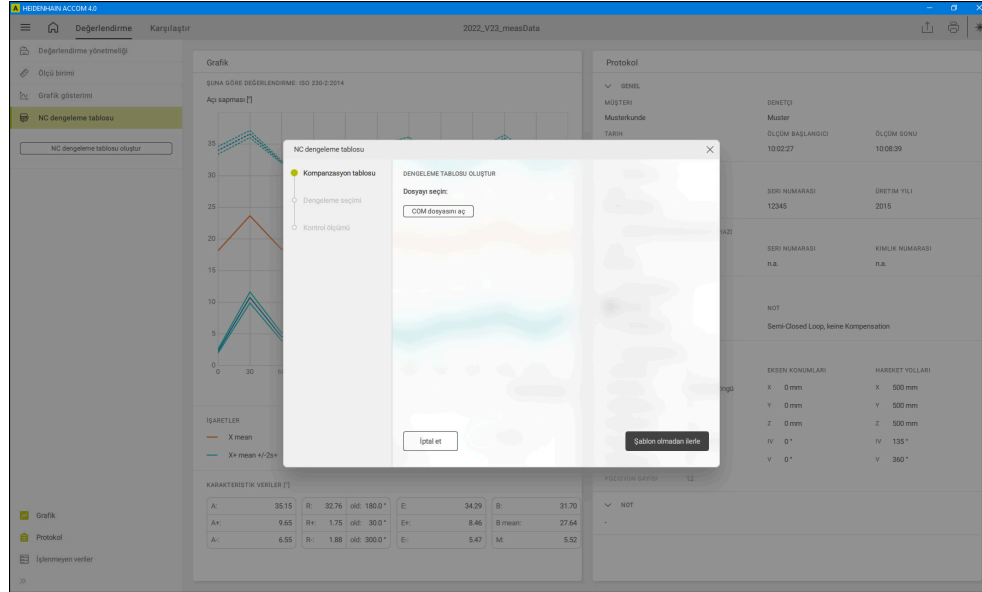 HEIDENHAIN ACCOM 4.0
Değerlendirme Karşılaştır
2022_V23_measData
Değerlendirme yönetmeliği
Ölçü birimi
Grafik gösterimi
NC dengeleme tablosu
NC dengeleme tablosu oluştur
Grafik
Protokol
İşlenmeyen veriler
Grafik
ŞUNA GÖRE DEĞERLENDIRME: ISO 230-2:2014
Açı sapması ["]
35
30
25
20
15
10
5
0
0 30
İŞARETLER
X mean
X+ mean +/-2s+
KARAKTERISTIK VERILER ["]
A: 35.15 R: 32.76 old: 180.0 ° E: 34.29 B: 31.70
A+: 9.65 R+: 1.75 old: 30.0 ° E+: 8.46 B mean: 27.64
A-: 6.55 R-: 1.88 old: 300.0 ° E-: 5.47 M: 5.52
NC dengeleme tablosu
Kompanzasyon tablosu
Dengeleme seçimi
Kontrol ölçümü
DENGELEME TABLOSU OLUŞTUR
Dosyayı seçin:
COM dosyasını aç
İptal et
Şablon olmadan ilerle
Protokol
GENEL
MÜŞTERI DENETÇI
Musterkunde Muster
TARIH ÖLÇÜM BAŞLANGICI ÖLÇÜM SONU
10:02:27 10:08:39
SERI NUMARASI ÜRETIM YILI
12345 2015
HAZI
SERI NUMARASI KIMLIK NUMARASI
n.a. n.a.
NOT
Semi-Closed Loop, keine Kompensation
EKSEN KONUMLARI HAREKET YOLLARI
öngü X 0 mm X 500 mm
Y 0 mm Y 500 mm
Z 0 mm Z 500 mm
IV 0 ° IV 135 °
V 0 ° V 360 °
POZISYON SAYISI 12
NOT
-